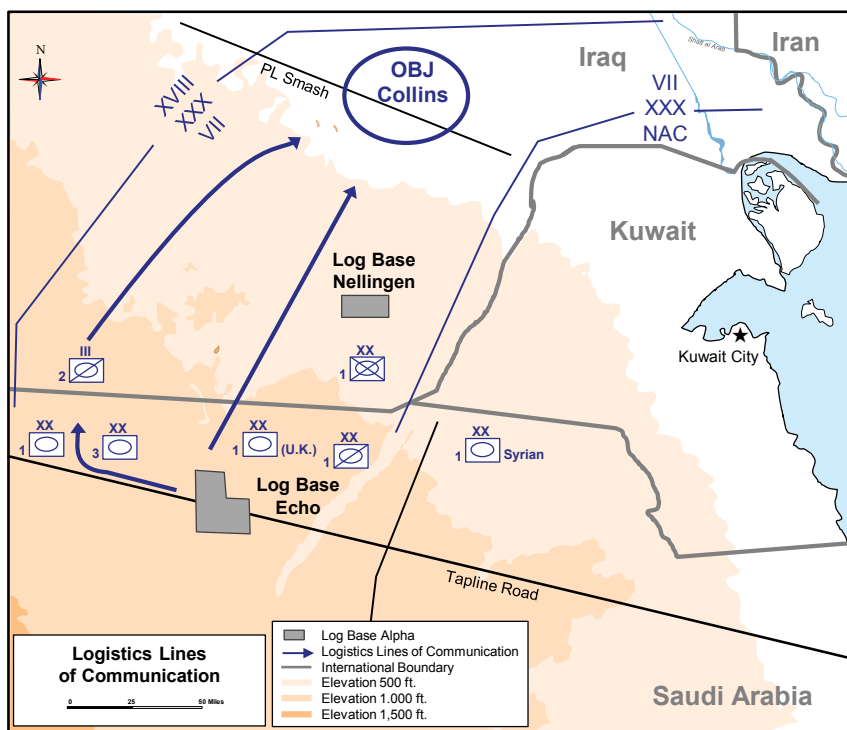 N
PL Smash
OBJ
Collins
Iraq
Shatt al Arab
Iran
XVIII
XXX
VII
VII
XXX
NAC
Kuwait
Log Base
Nellingen
Kuwait City
III
2
XX
1
XX
1
XX
3
XX
1
(U.K.)
XX
1
XX
1
Syrian
Log Base
Echo
Tapline Road
Logistics Lines
of Communication
0
25
50 Miles
Log Base Alpha
Logistics Lines of Communication
International Boundary
Elevation 500 ft.
Elevation 1.000 ft.
Elevation 1,500 ft.
Saudi Arabia